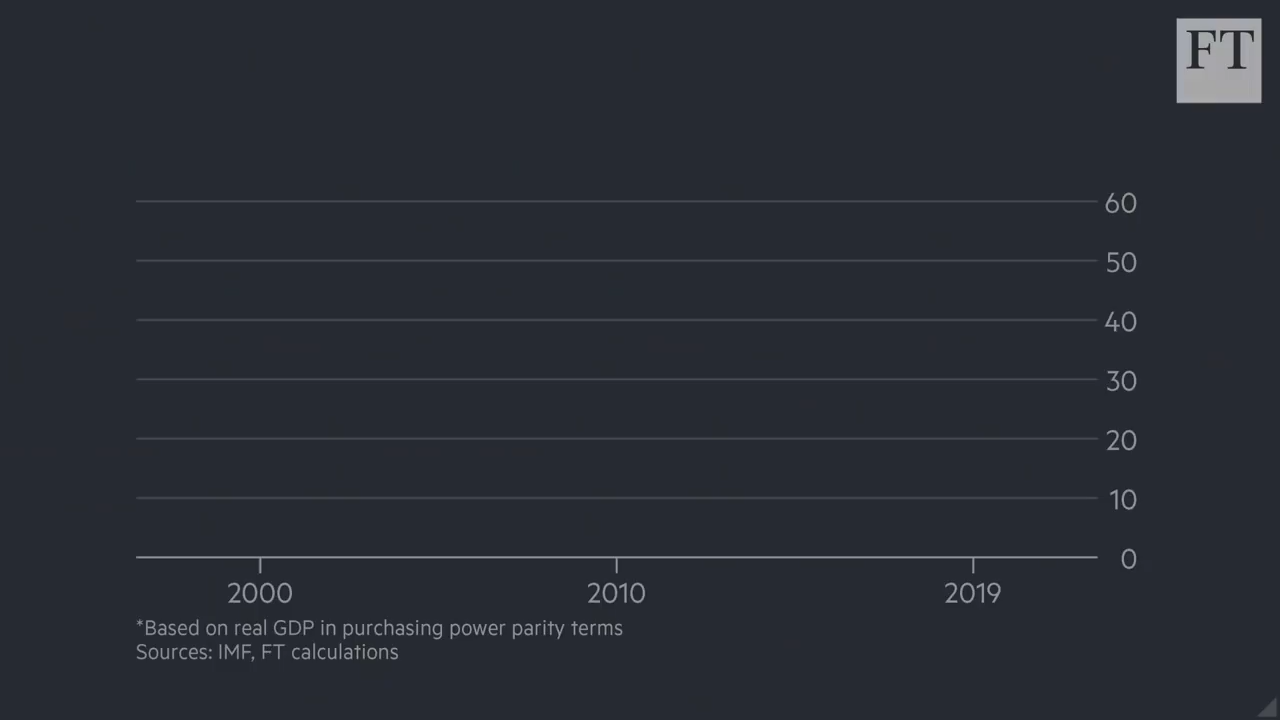 FT
60
50
40
30
20
10
0
2000 2010 2019
*Based on real GDP in purchasing power parity terms
Sources: IMF, FT calculations